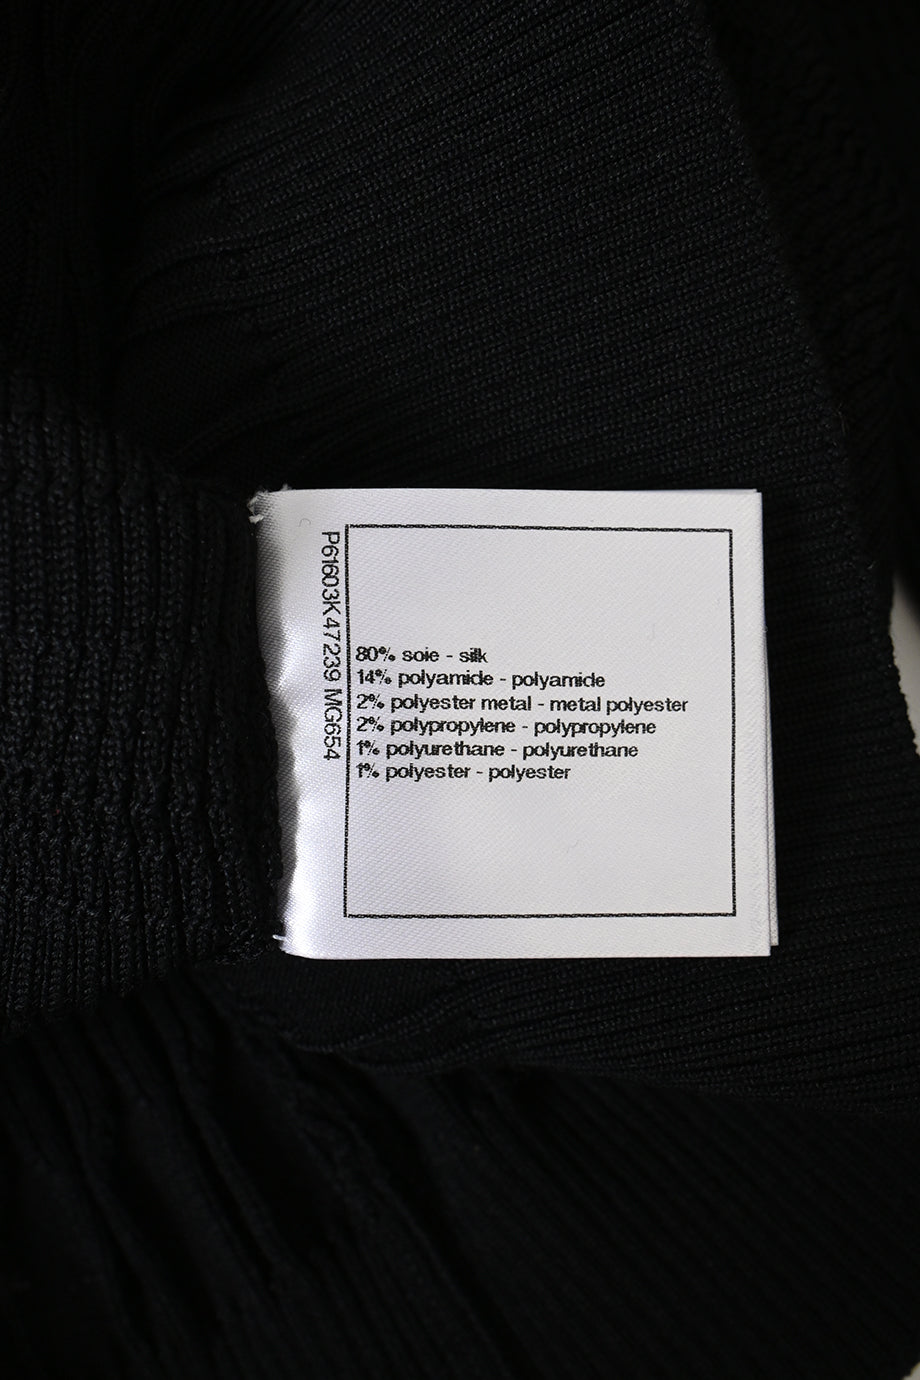 P61603K47239 MG654
80% soie - silk
14% polyamide - polyamide
2% polyester metal - metal polyester
2% polypropylene - polypropylene
1% polyurethane - polyurethane
1% polyester - polyester